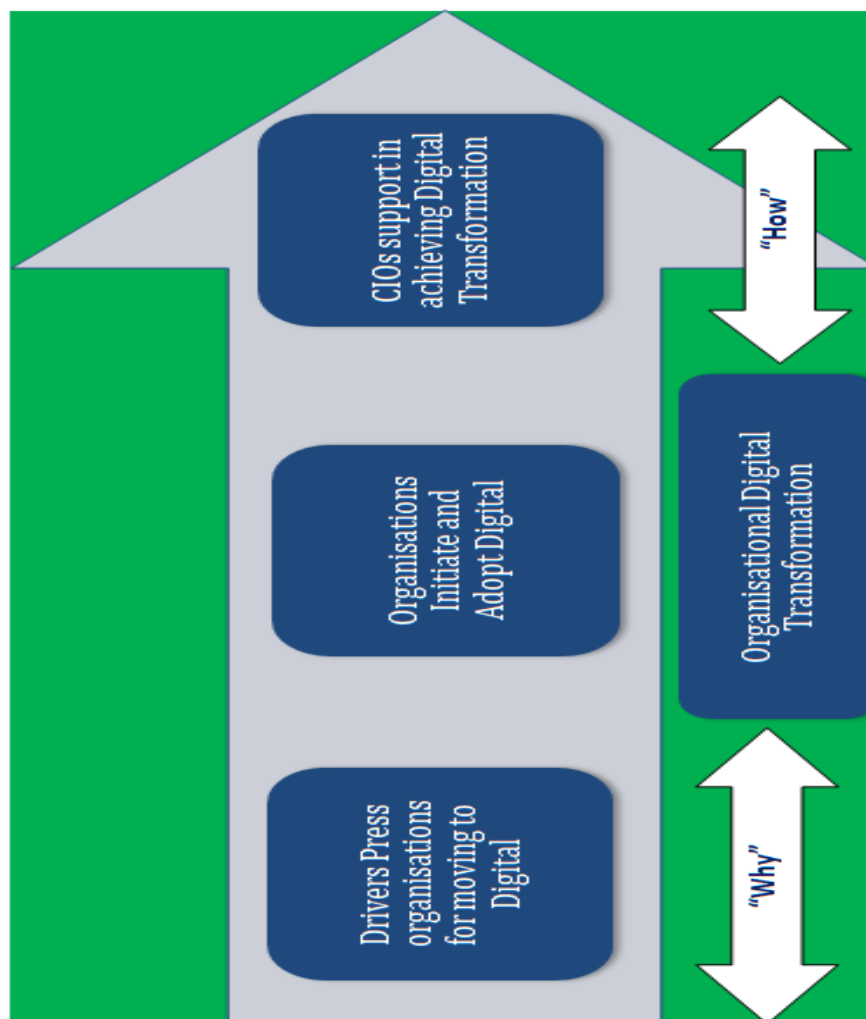 Drivers Press
organisations
for moving to
Digital
Organisations
Initiate and
Adopt Digital
CIOs support in
achieving Digital
Transformation
“Why”
Organisational Digital
Transformation
“How”